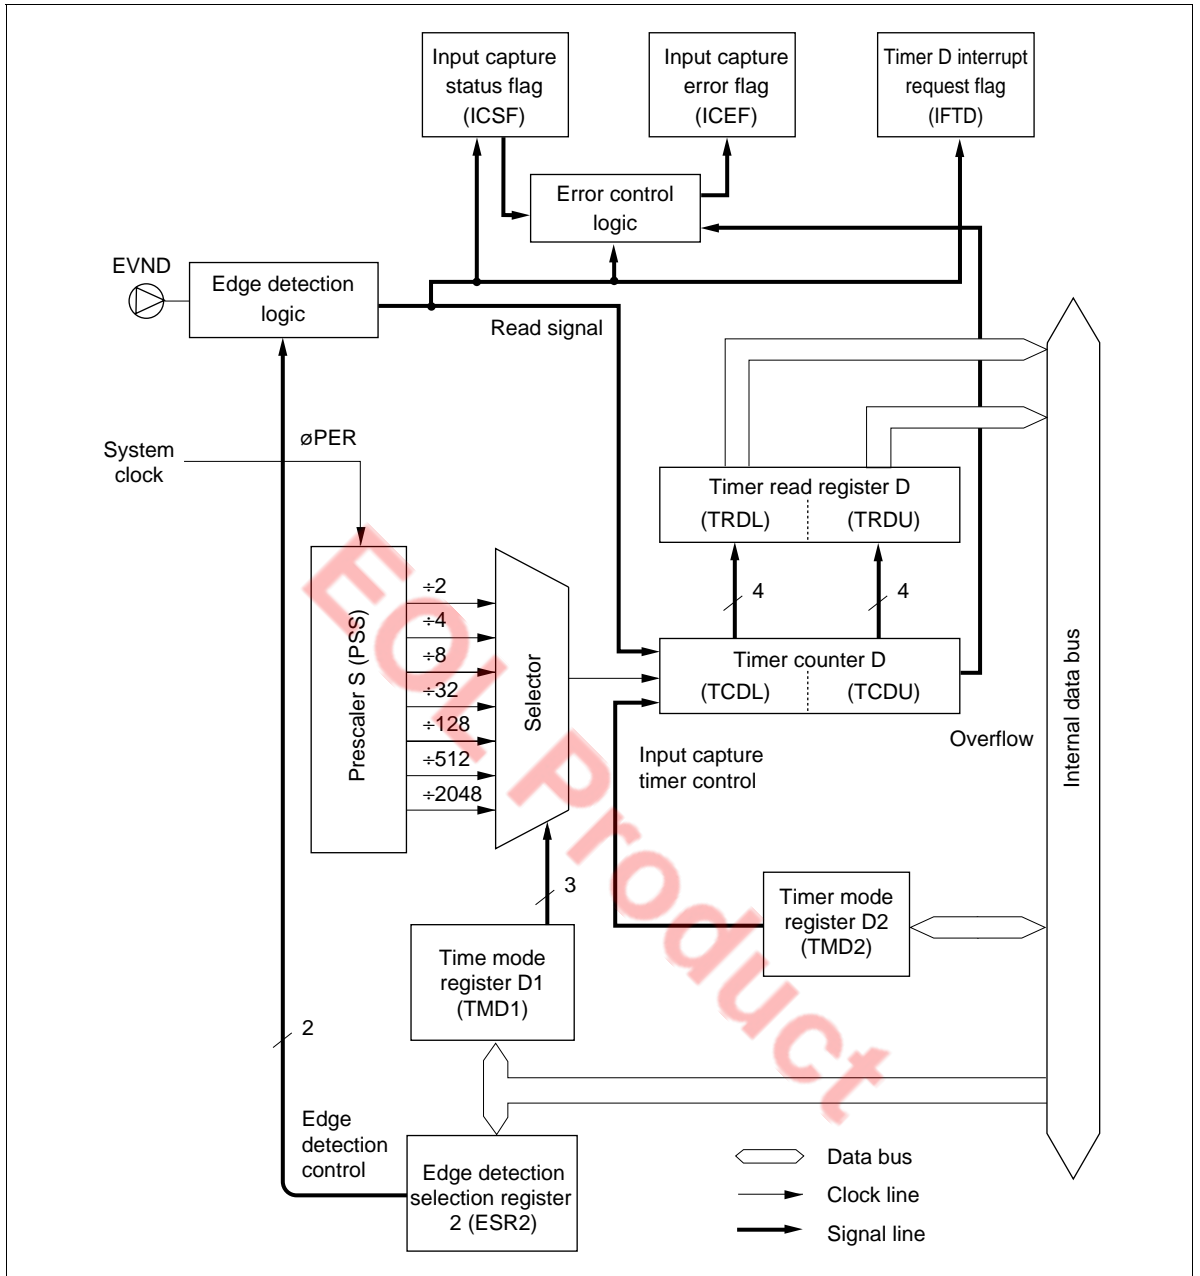 Input capture
status flag
(ICSF)
Input capture
error flag
(ICEF)
Timer D interrupt
request flag
(IFTD)
Error control
logic
EVND
Edge detection
logic
Read signal
System
clock
øPER
Timer read register D
(TRDL)
(TRDU)
4
4
Prescaler S (PSS)
÷2
÷4
÷8
÷32
÷128
÷512
÷2048
Selector
Timer counter D
(TCDL)
(TCDU)
Input capture
timer control
Overflow
Internal data bus
3
Timer mode
register D2
(TMD2)
Time mode
register D1
(TMD1)
2
Edge
detection
control
Edge detection
selection register
2 (ESR2)
Data bus
Clock line
Signal line
EOL Product